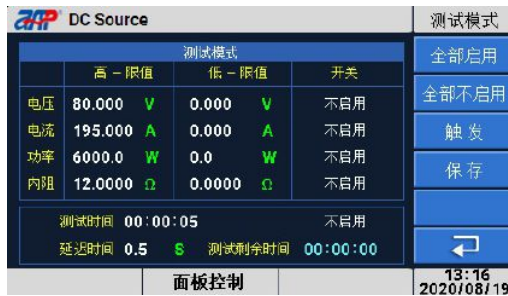 ZAP DC Source
测试模式
测试模式
高-限值 低-限值 开关
电压 80.000 V 0.000 V 不启用
电流 195.000 A 0.000 A 不启用
功率 6000.0 W 0.0 W 不启用
内阻 12.0000 Ω 0.0000 Ω 不启用
测试时间 00:00:05 不启用
延迟时间 0.5 S 测试剩余时间 00:00:00
全部启用
全部不启用
触发
保存
面板控制
13:16
2020/08/19